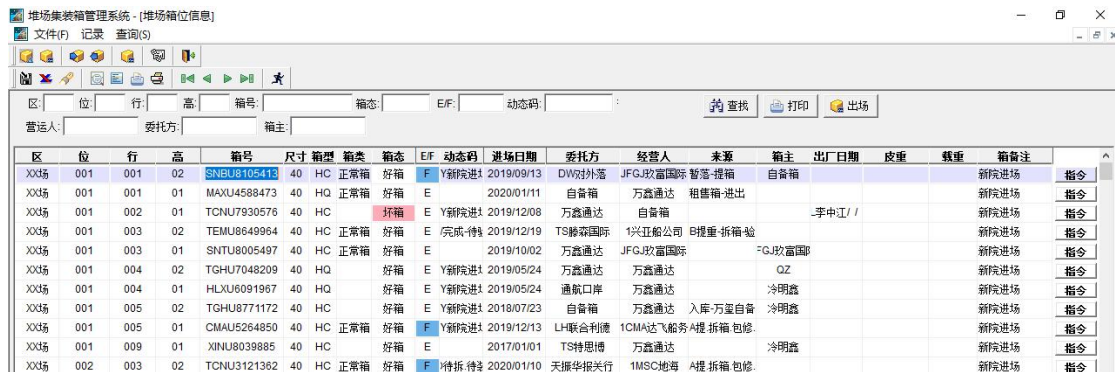 堆场集装箱管理系统 - [堆场箱位信息]
文件(F) 记录 查询(S)
区: 位: 行: 高: 箱号: 箱态: E/F: 动态码: : 查找 打印 出场
营运人: 委托方: 箱主:
区 位 行 高 箱号 尺寸 箱型 箱类 箱态 E/F 动态码 进场日期 委托方 经营人 来源 箱主 出厂日期 皮重 载重 箱备注
XX场 001 001 02 SNBU8105413 40 HC 正常箱 好箱 F Y新院进 2019/09/13 DW对外落 JFGJ玖富国际 暂落-提箱 自备箱 新院进场 指令
XX场 001 001 01 MAXU4588473 40 HQ 正常箱 好箱 E 2020/01/11 自备箱 万鑫通达 租售箱-进出 新院进场 指令
XX场 001 002 01 TCNU7930576 40 HC 坏箱 E Y新院进 2019/12/08 万鑫通达 自备箱 李中江/ / 新院进场 指令
XX场 001 003 02 TEMU8649964 40 HC 正常箱 好箱 E /完成-待 2019/12/19 TS滕森国际 1兴亚船公司 B提重-拆箱-验 新院进场 指令
XX场 001 003 01 SNTU8005497 40 HC 正常箱 好箱 E 2019/10/02 万鑫通达 JFGJ玖富国际 FGJ玖富国际 新院进场 指令
XX场 001 004 02 TGHU7048209 40 HQ 好箱 E Y新院进 2019/05/24 万鑫通达 万鑫通达 QZ 新院进场 指令
XX场 001 004 01 HLXU6091967 40 HQ 好箱 E Y新院进 2019/05/24 通航口岸 万鑫通达 冷明鑫 新院进场 指令
XX场 001 005 02 TGHU8771172 40 HC 好箱 E Y新院进 2018/07/23 自备箱 万鑫通达 入库-万玺自备 冷明鑫 新院进场 指令
XX场 001 005 01 CMAU5264850 40 HC 正常箱 好箱 F Y新院进 2019/12/13 LH联合利德 1CMA达飞船务 A提.拆箱.包修. 新院进场 指令
XX场 001 009 01 XINU8039885 40 HC 好箱 E 2017/01/01 TS特思博 万鑫通达 冷明鑫 新院进场 指令
XX场 002 003 02 TCNU3121362 40 HC 正常箱 好箱 F 待拆.待 2020/01/10 天振华报关行 1MSC地海 A提.拆箱.包修. 新院进场 指令